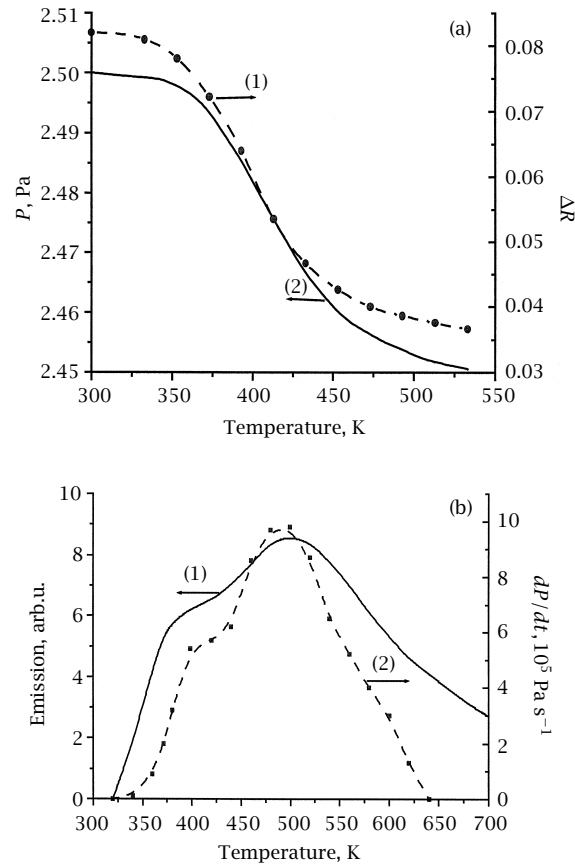 (a)
2.51
2.50
2.49
2.48
2.47
2.46
2.45
P, Pa
0.08
0.07
0.06
0.05
0.04
0.03
ΔR
(1)
(2)
300 350 400 450 500 550
Temperature, K
(b)
10
8
6
4
2
0
Emission, arb.u.
10
8
6
4
2
0
dP/dt, 10⁵ Pa s⁻¹
(1)
(2)
300 350 400 450 500 550 600 650 700
Temperature, K